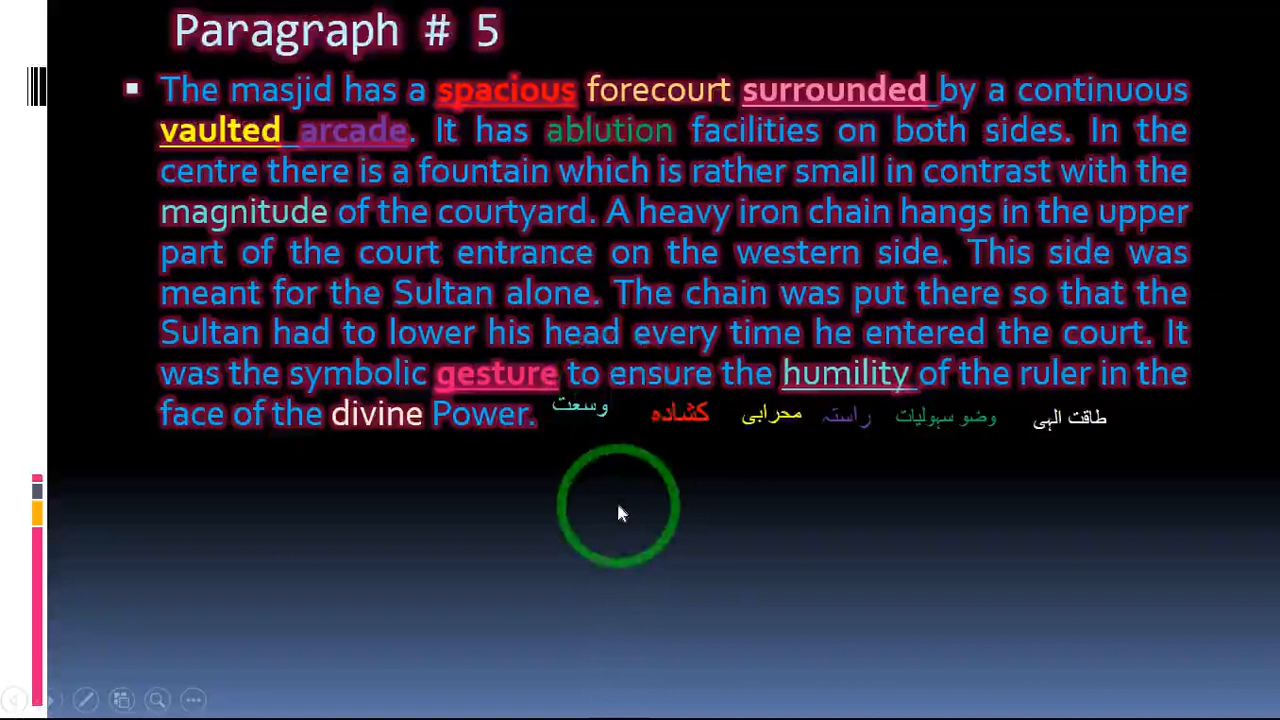 Paragraph # 5
The masjid has a spacious forecourt surrounded by a continuous
vaulted arcade. It has ablution facilities on both sides. In the
centre there is a fountain which is rather small in contrast with the
magnitude of the courtyard. A heavy iron chain hangs in the upper
part of the court entrance on the western side. This side was
meant for the Sultan alone. The chain was put there so that the
Sultan had to lower his head every time he entered the court. It
was the symbolic gesture to ensure the humility of the ruler in the
face of the divine Power. وسعت کشادہ محرابی راستہ وضو سہولیات طاقت الہی